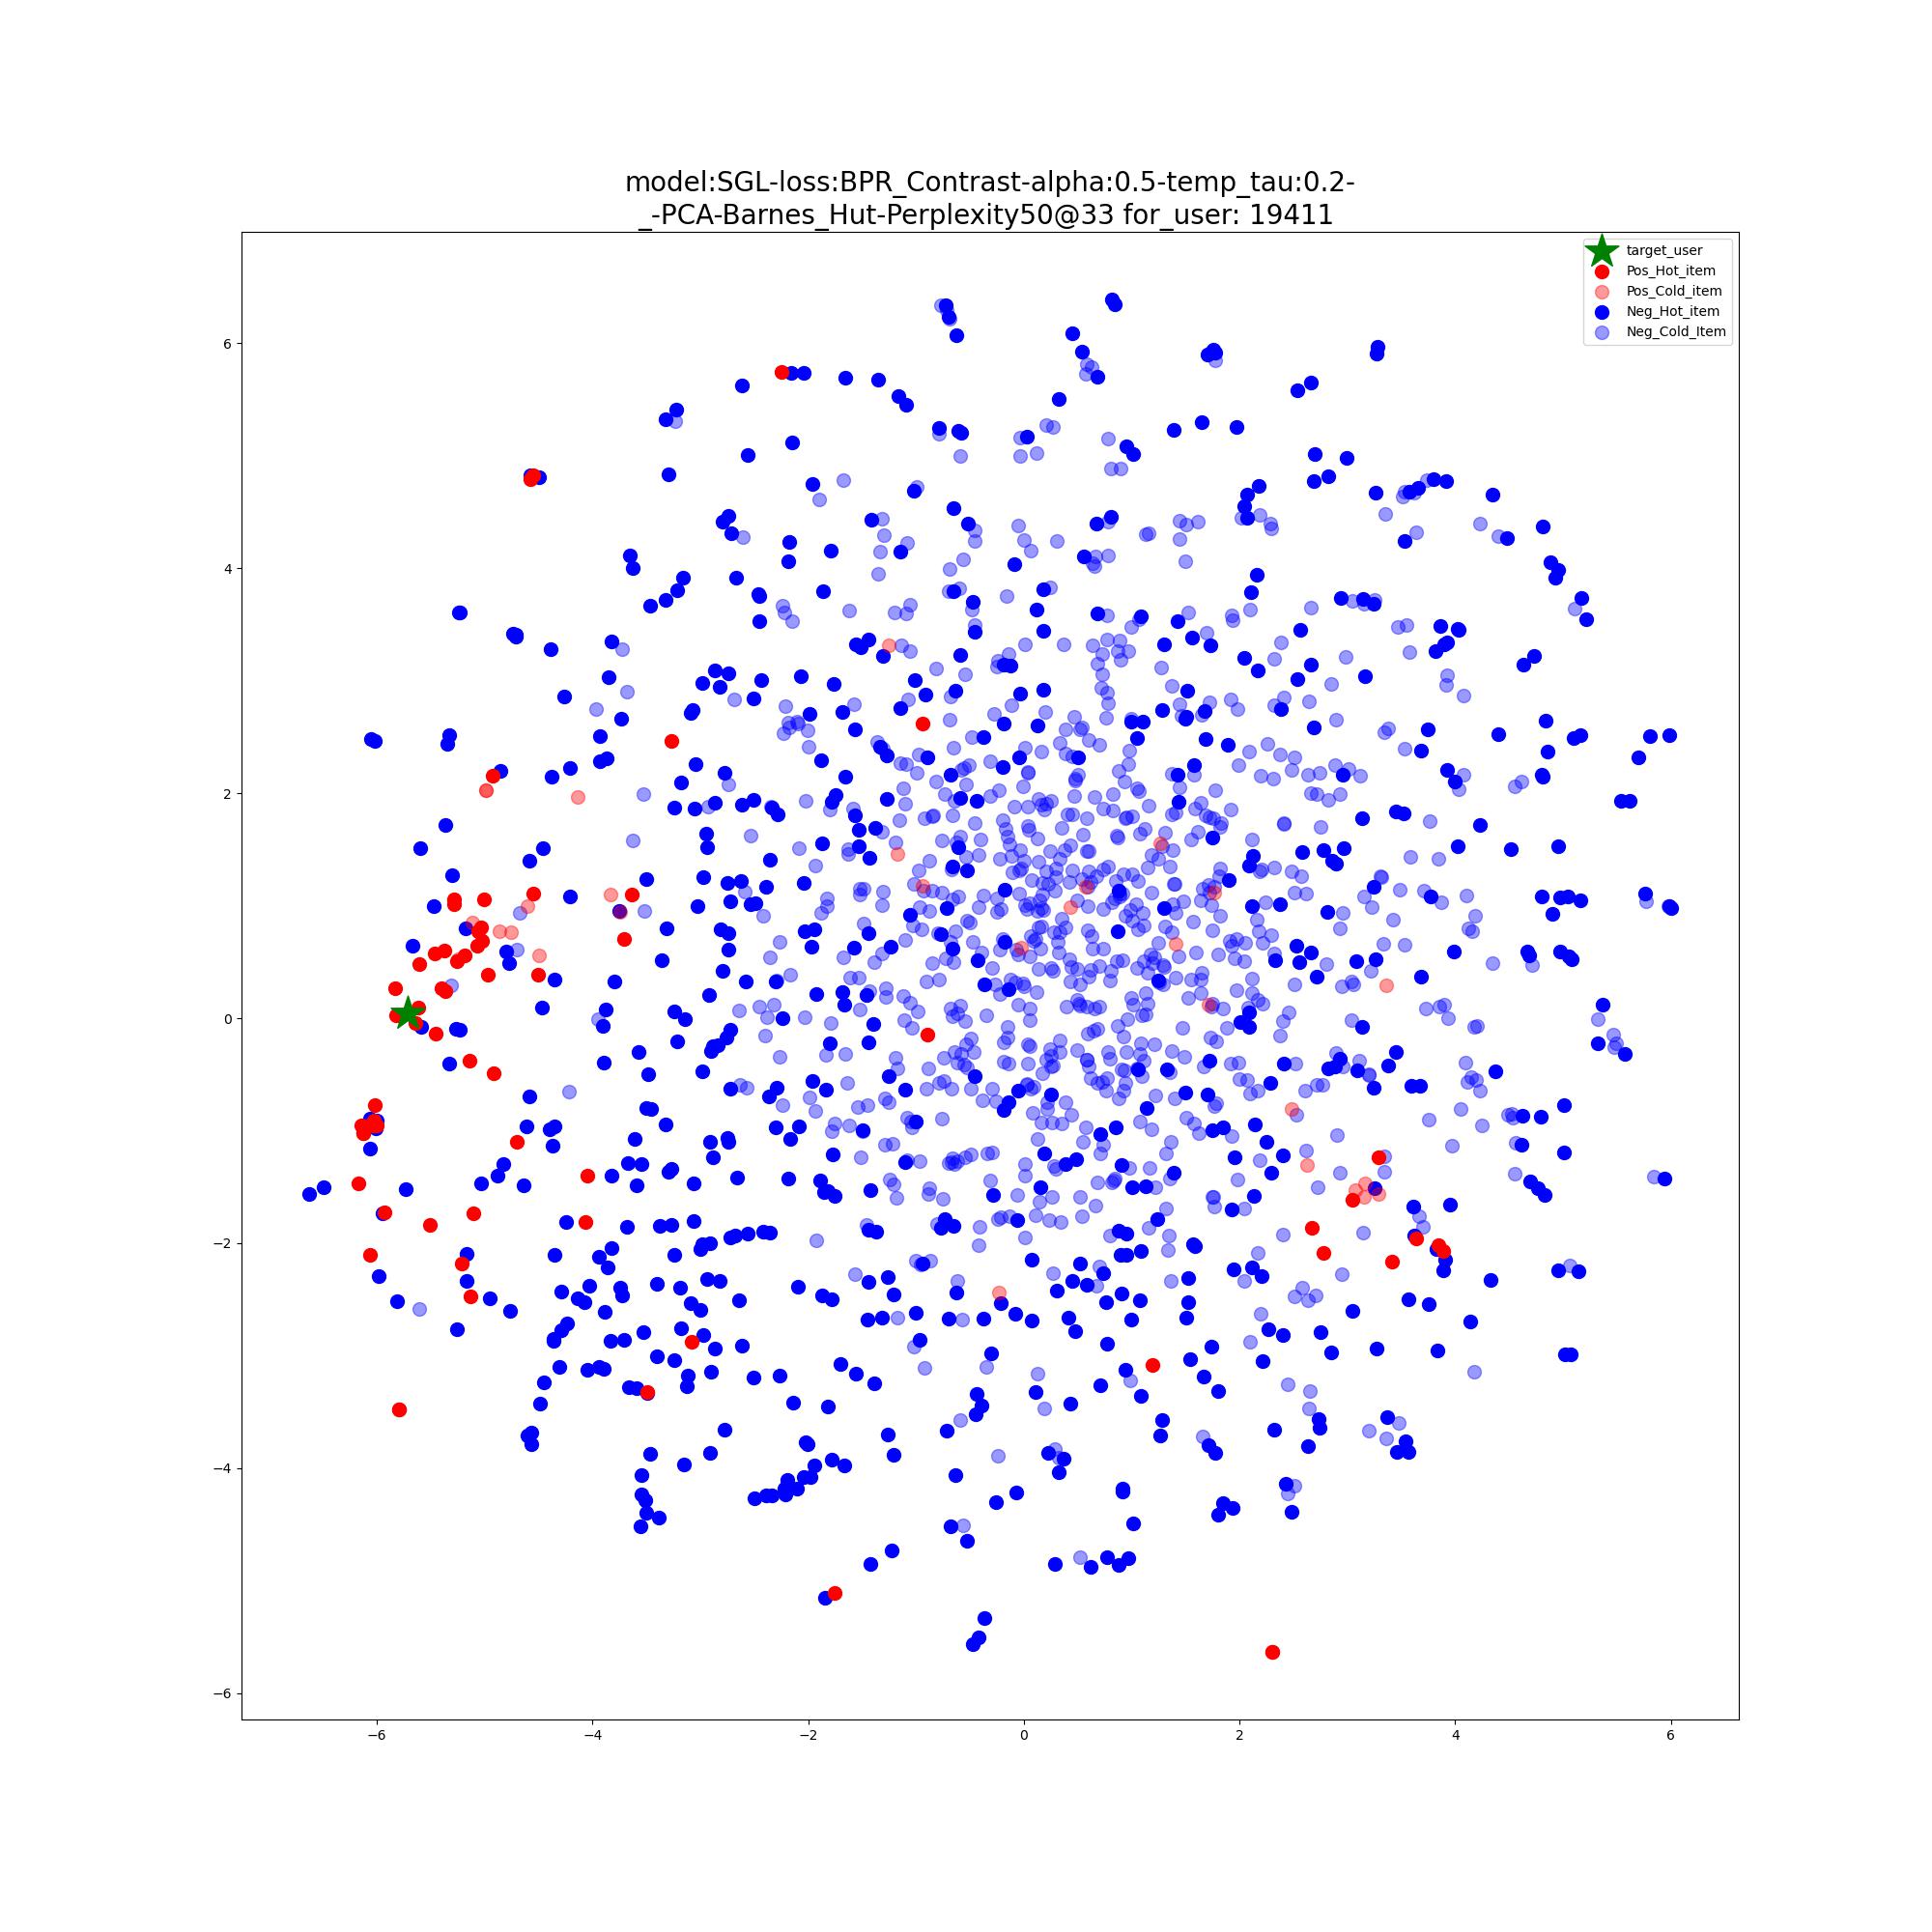 model:SGL-loss:BPR_Contrast-alpha:0.5-temp_tau:0.2-
_-PCA-Barnes_Hut-Perplexity50@33 for_user: 19411
target_user
Pos_Hot_item
Pos_Cold_item
Neg_Hot_item
Neg_Cold_Item
6
4
2
0
−2
−4
−6
−6 −4 −2 0 2 4 6